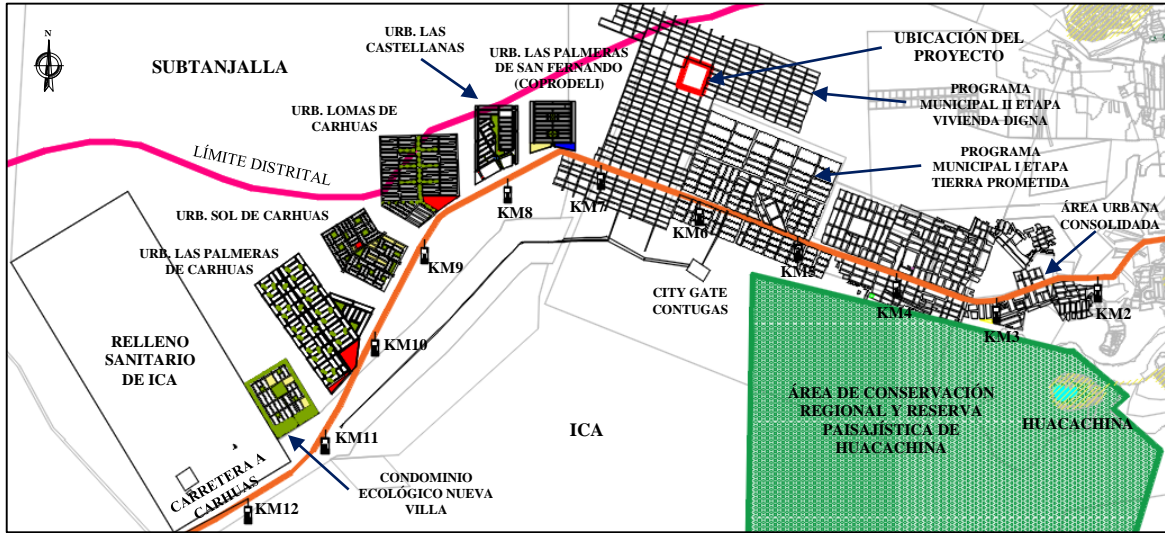 N
SUBTANJALLA
URB. LAS
CASTELLANAS
URB. LAS PALMERAS
DE SAN FERNANDO
(COPRODELI)
UBICACIÓN DEL
PROYECTO
PROGRAMA
MUNICIPAL II ETAPA
VIVIENDA DIGNA
URB. LOMAS DE
CARHUAS
LÍMITE DISTRITAL
PROGRAMA
MUNICIPAL I ETAPA
TIERRA PROMETIDA
URB. SOL DE CARHUAS
KM8
KM7
KM6
ÁREA URBANA
CONSOLIDADA
URB. LAS PALMERAS
DE CARHUAS
KM9
KM5
CITY GATE
CONTUGAS
KM4
KM3
KM2
RELLENO
SANITARIO
DE ICA
KM10
ÁREA DE CONSERVACIÓN
REGIONAL Y RESERVA
PAISAJÍSTICA DE
HUACACHINA
HUACACHINA
ICA
KM11
CARRETERA A
CARHUAS
CONDOMINIO
ECOLÓGICO NUEVA
VILLA
KM12